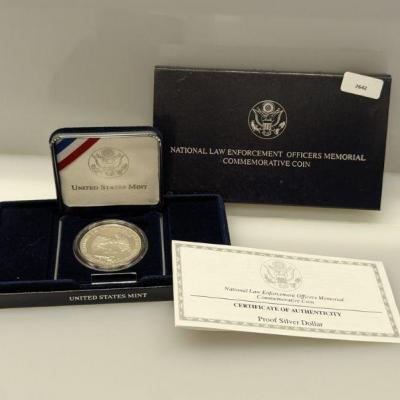 2642
NATIONAL LAW ENFORCEMENT OFFICERS MEMORIAL
COMMEMORATIVE COIN
UNITED STATES MINT
UNITED STATES MINT
National Law Enforcement Officers Memorial
Commemorative Coin
CERTIFICATE OF AUTHENTICITY
Proof Silver Dollar